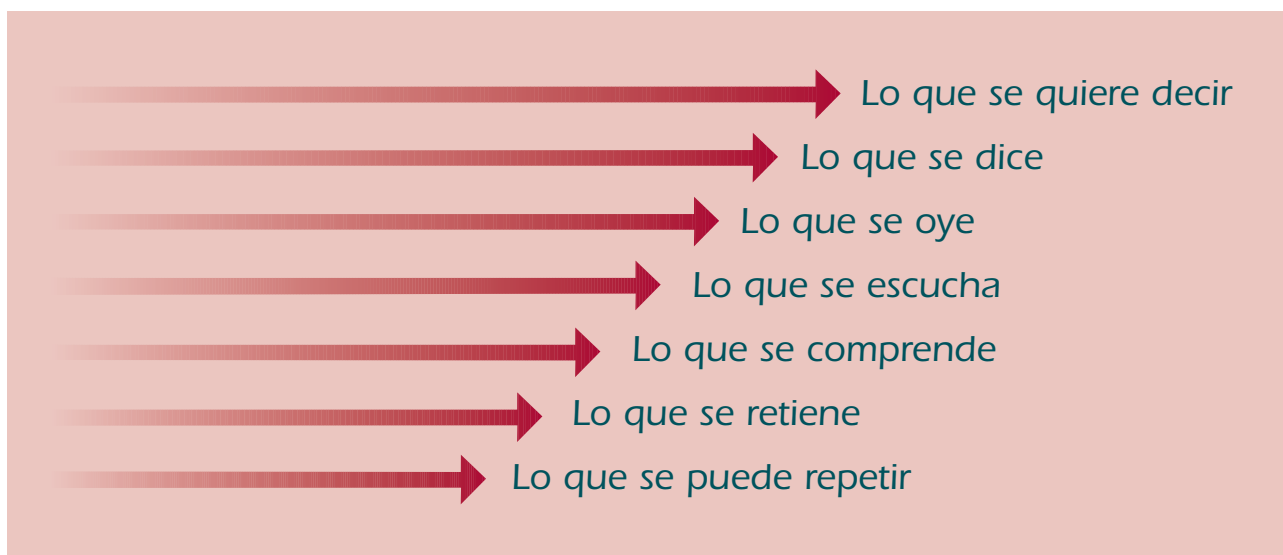 Lo que se quiere decir
Lo que se dice
Lo que se oye
Lo que se escucha
Lo que se comprende
Lo que se retiene
Lo que se puede repetir